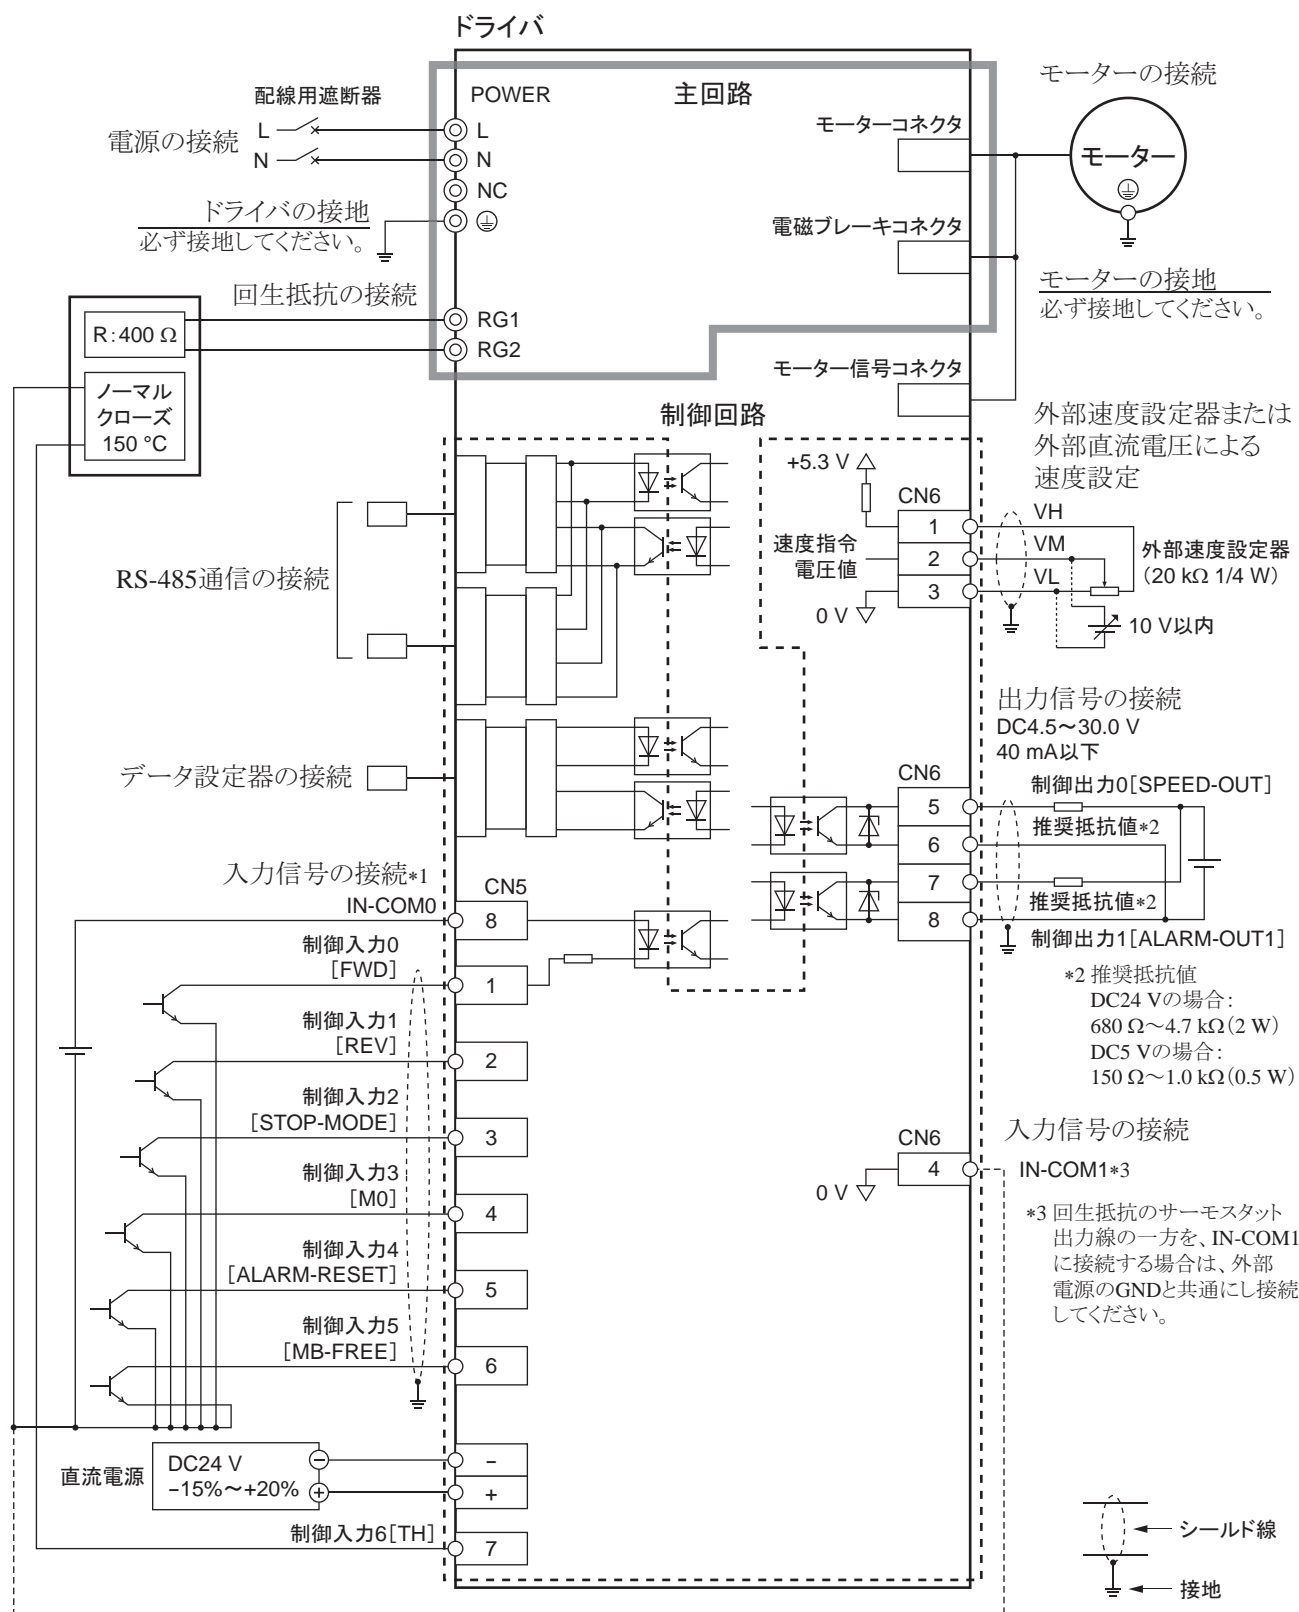 ドライバ
配線用遮断器
電源の接続
L
N
POWER
主回路
L
N
NC
ドライバの接地
必ず接地してください。
回生抵抗の接続
RG1
RG2
R:400 Ω
ノーマル
クローズ
150 °C
モーターコネクタ
電磁ブレーキコネクタ
モーター信号コネクタ
モーターの接続
モーター
モーターの接地
必ず接地してください。
制御回路
外部速度設定器または
外部直流電圧による
速度設定
+5.3 V
CN6
1
2
3
速度指令
電圧値
0 V
VH
VM
VL
外部速度設定器
(20 kΩ 1/4 W)
10 V以内
RS-485通信の接続
データ設定器の接続
出力信号の接続
DC4.5~30.0 V
40 mA以下
CN6
5
6
7
8
制御出力0[SPEED-OUT]
推奨抵抗値*2
推奨抵抗値*2
制御出力1[ALARM-OUT1]
*2 推奨抵抗値
DC24 Vの場合:
680 Ω~4.7 kΩ(2 W)
DC5 Vの場合:
150 Ω~1.0 kΩ(0.5 W)
入力信号の接続*1
CN5
IN-COM0
8
制御入力0
[FWD]
1
制御入力1
[REV]
2
制御入力2
[STOP-MODE]
3
制御入力3
[M0]
4
制御入力4
[ALARM-RESET]
5
制御入力5
[MB-FREE]
6
直流電源
DC24 V
−15%~+20%
−
+
−
+
制御入力6[TH]
7
CN6
4
0 V
入力信号の接続
IN-COM1*3
*3 回生抵抗のサーモスタット
出力線の一方を、IN-COM1
に接続する場合は、外部
電源のGNDと共通にし接続
してください。
シールド線
接地